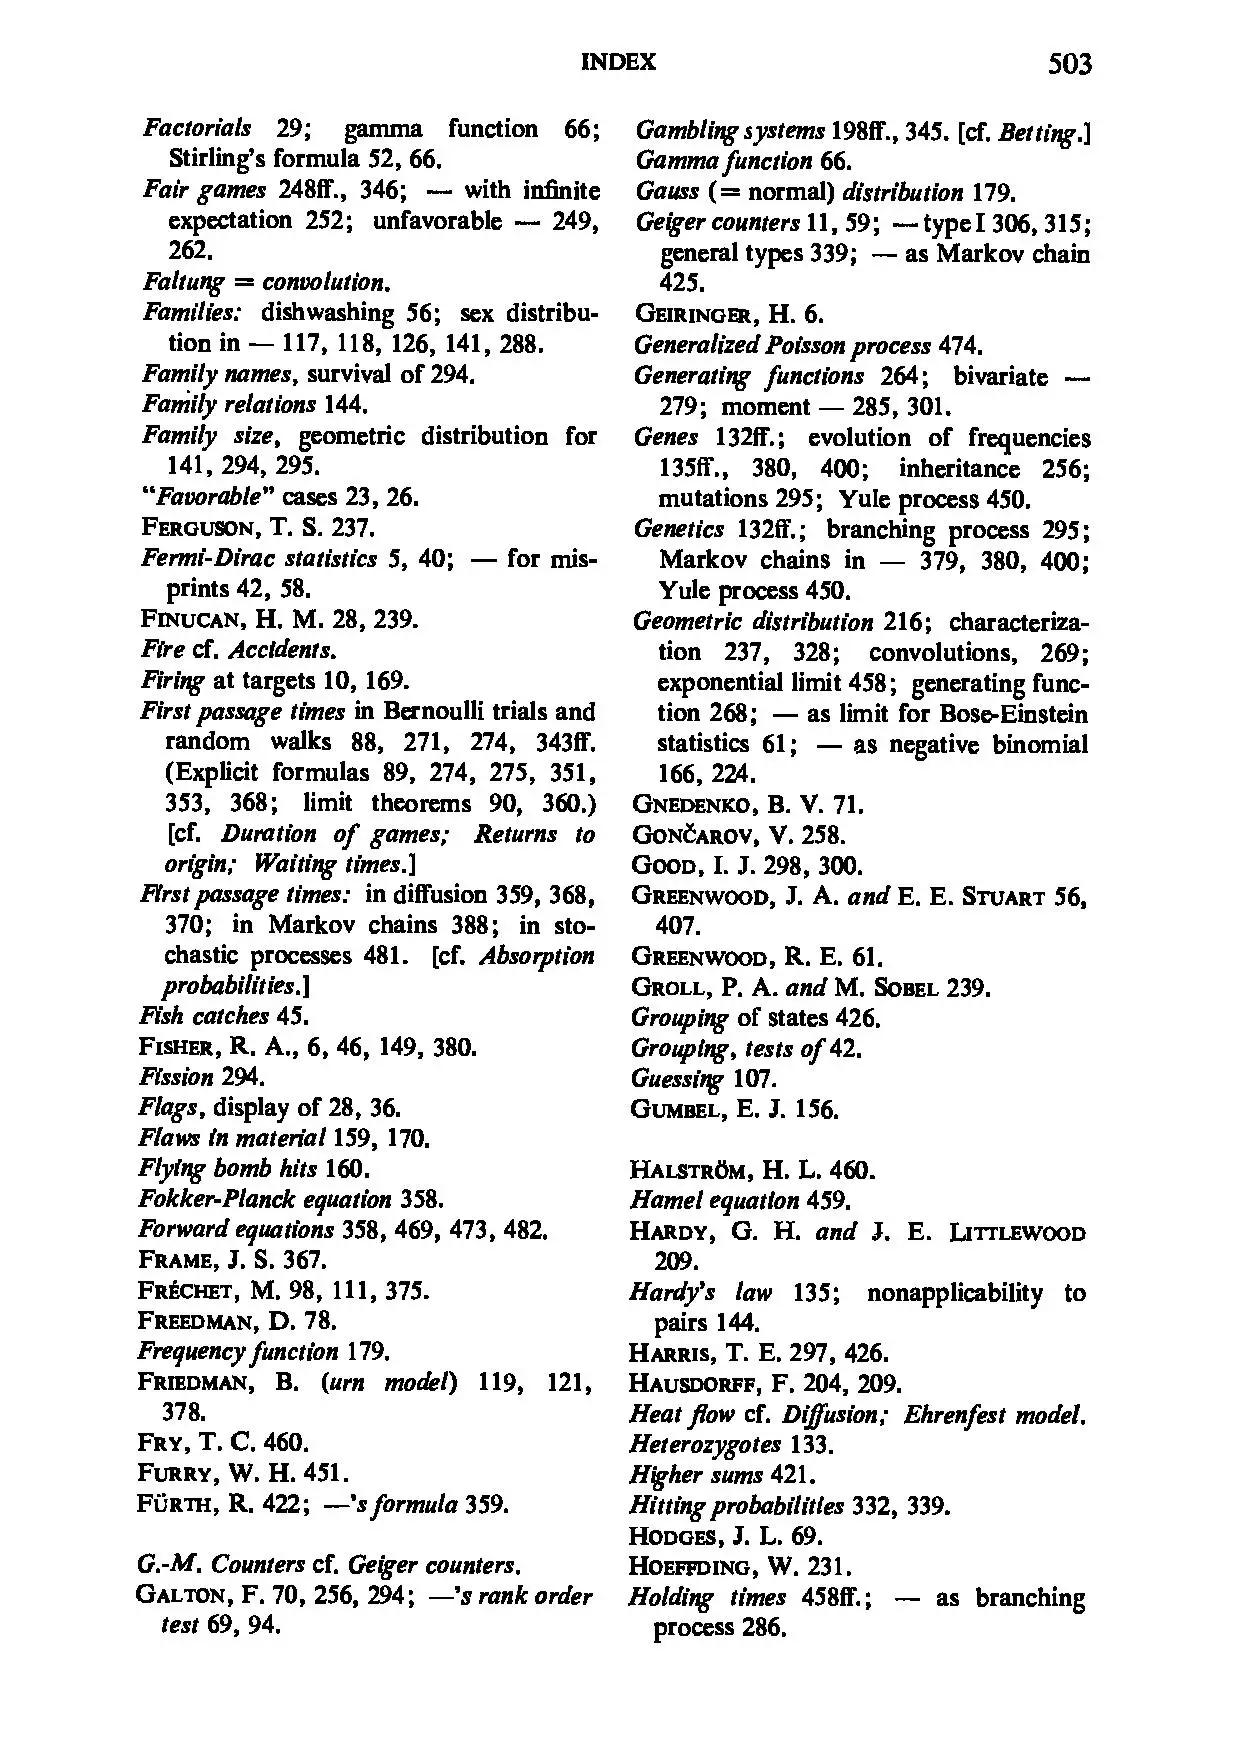 INDEX 503
Factorials 29; gamma function 66;
Stirling's formula 52, 66.
Fair games 248ff., 346; — with infinite
expectation 252; unfavorable — 249,
262.
Faltung = convolution.
Families: dishwashing 56; sex distribu-
tion in — 117, 118, 126, 141, 288.
Family names, survival of 294.
Family relations 144.
Family size, geometric distribution for
141, 294, 295.
“Favorable” cases 23, 26.
FERGUSON, T. S. 237.
Fermi-Dirac statistics 5, 40; — for mis-
prints 42, 58.
FINUCAN, H. M. 28, 239.
Fire cf. Accidents.
Firing at targets 10, 169.
First passage times in Bernoulli trials and
random walks 88, 271, 274, 343ff.
(Explicit formulas 89, 274, 275, 351,
353, 368; limit theorems 90, 360.)
[cf. Duration of games; Returns to
origin; Waiting times.]
First passage times: in diffusion 359, 368,
370; in Markov chains 388; in sto-
chastic processes 481. [cf. Absorption
probabilities.]
Fish catches 45.
FISHER, R. A., 6, 46, 149, 380.
Fission 294.
Flags, display of 28, 36.
Flaws in material 159, 170.
Flying bomb hits 160.
Fokker-Planck equation 358.
Forward equations 358, 469, 473, 482.
FRAME, J. S. 367.
FRÉCHET, M. 98, 111, 375.
FREEDMAN, D. 78.
Frequency function 179.
FRIEDMAN, B. (urn model) 119, 121,
378.
FRY, T. C. 460.
FURRY, W. H. 451.
FÜRTH, R. 422; —'s formula 359.
G.-M. Counters cf. Geiger counters.
GALTON, F. 70, 256, 294; —'s rank order
test 69, 94.
Gambling systems 198ff., 345. [cf. Betting.]
Gamma function 66.
Gauss (= normal) distribution 179.
Geiger counters 11, 59; — type I 306, 315;
general types 339; — as Markov chain
425.
GEIRINGER, H. 6.
Generalized Poisson process 474.
Generating functions 264; bivariate —
279; moment — 285, 301.
Genes 132ff.; evolution of frequencies
135ff., 380, 400; inheritance 256;
mutations 295; Yule process 450.
Genetics 132ff.; branching process 295;
Markov chains in — 379, 380, 400;
Yule process 450.
Geometric distribution 216; characteriza-
tion 237, 328; convolutions, 269;
exponential limit 458; generating func-
tion 268; — as limit for Bose-Einstein
statistics 61; — as negative binomial
166, 224.
GNEDENKO, B. V. 71.
GONČAROV, V. 258.
GOOD, I. J. 298, 300.
GREENWOOD, J. A. and E. E. STUART 56,
407.
GREENWOOD, R. E. 61.
GROLL, P. A. and M. SOBEL 239.
Grouping of states 426.
Grouping, tests of 42.
Guessing 107.
GUMBEL, E. J. 156.
HALSTRÖM, H. L. 460.
Hamel equation 459.
HARDY, G. H. and J. E. LITTLEWOOD
209.
Hardy's law 135; nonapplicability to
pairs 144.
HARRIS, T. E. 297, 426.
HAUSDORFF, F. 204, 209.
Heat flow cf. Diffusion; Ehrenfest model.
Heterozygotes 133.
Higher sums 421.
Hitting probabilities 332, 339.
HODGES, J. L. 69.
HOEFFDING, W. 231.
Holding times 458ff.; — as branching
process 286.